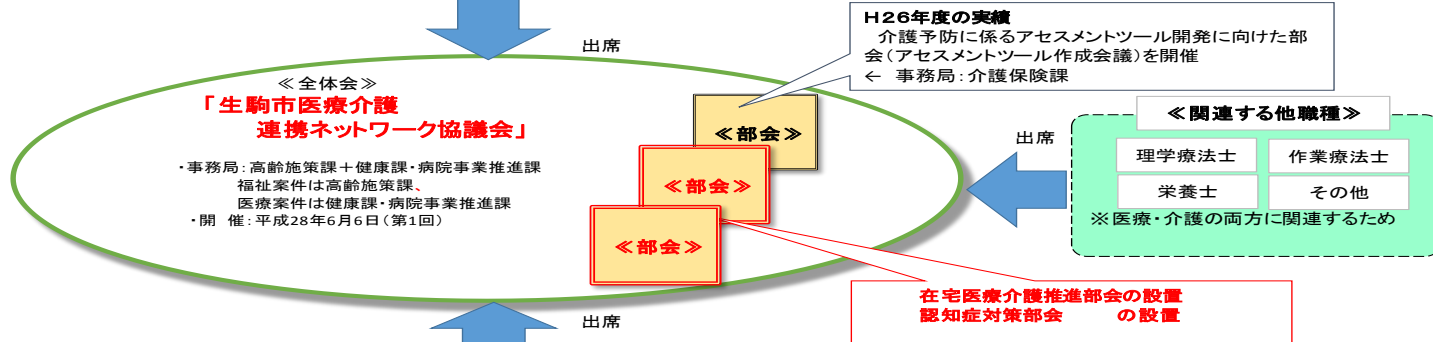 H26年度の実績
介護予防に係るアセスメントツール開発に向けた部
会（アセスメントツール作成会議）を開催
← 事務局：介護保険課
出席
≪全体会≫
「生駒市医療介護
連携ネットワーク協議会」
・事務局：高齢施策課＋健康課・病院事業推進課
福祉案件は高齢施策課、
医療案件は健康課・病院事業推進課
・開 催：平成28年6月6日（第1回）
≪部会≫
≪部会≫
≪部会≫
出席
≪関連する他職種≫
理学療法士
作業療法士
栄養士
その他
※医療・介護の両方に関連するため
在宅医療介護推進部会の設置
認知症対策部会 の設置
出席